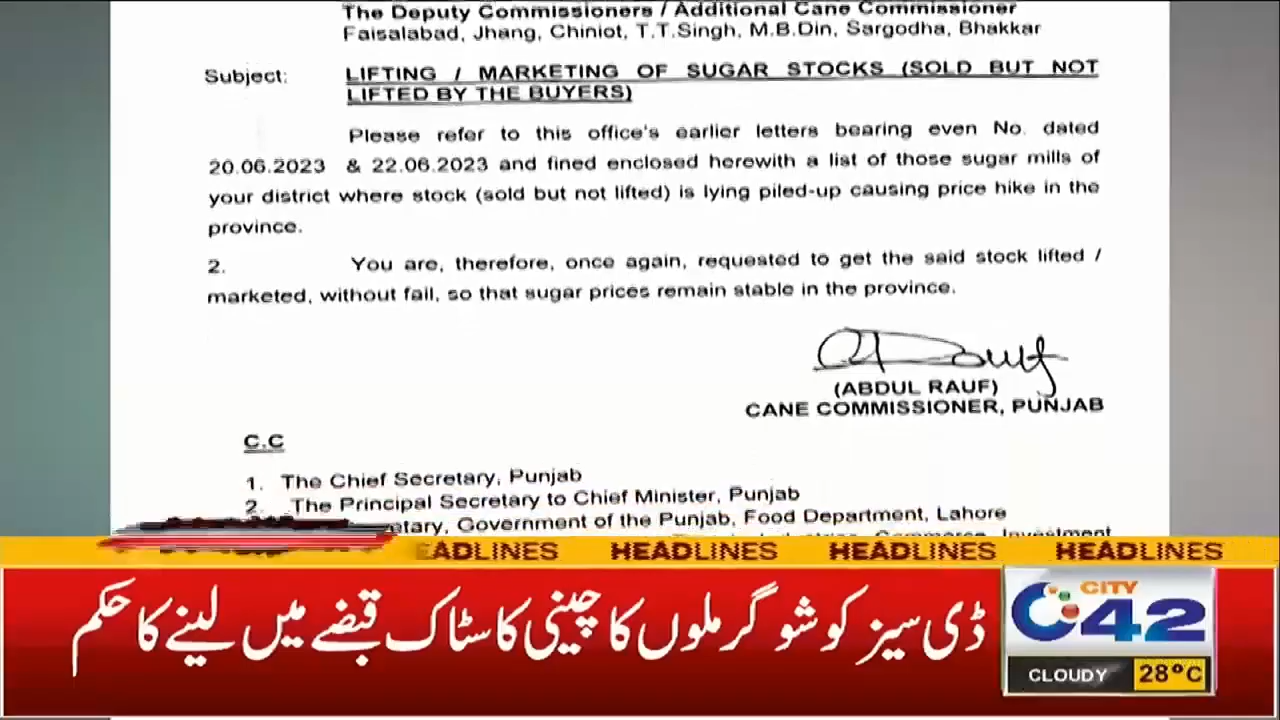 The Deputy Commissioners / Additional Cane Commissioner
Faisalabad, Jhang, Chiniot, T.T.Singh, M.B.Din, Sargodha, Bhakkar
Subject: LIFTING / MARKETING OF SUGAR STOCKS (SOLD BUT NOT
LIFTED BY THE BUYERS)
Please refer to this office's earlier letters bearing even No. dated
20.06.2023 & 22.06.2023 and fined enclosed herewith a list of those sugar mills of
your district where stock (sold but not lifted) is lying piled-up causing price hike in the
province.
2. You are, therefore, once again, requested to get the said stock lifted /
marketed, without fail, so that sugar prices remain stable in the province.
(ABDUL RAUF)
CANE COMMISSIONER, PUNJAB
C.C
1. The Chief Secretary, Punjab
2. The Principal Secretary to Chief Minister, Punjab
Government of the Punjab, Food Department, Lahore
EADLINES HEADLINES HEADLINES HEADLINES
ڈی سیز کو شوگر ملوں کا چینی کا سٹاک قبضے میں لینے کا حکم
CITY
42
CLOUDY 28°C